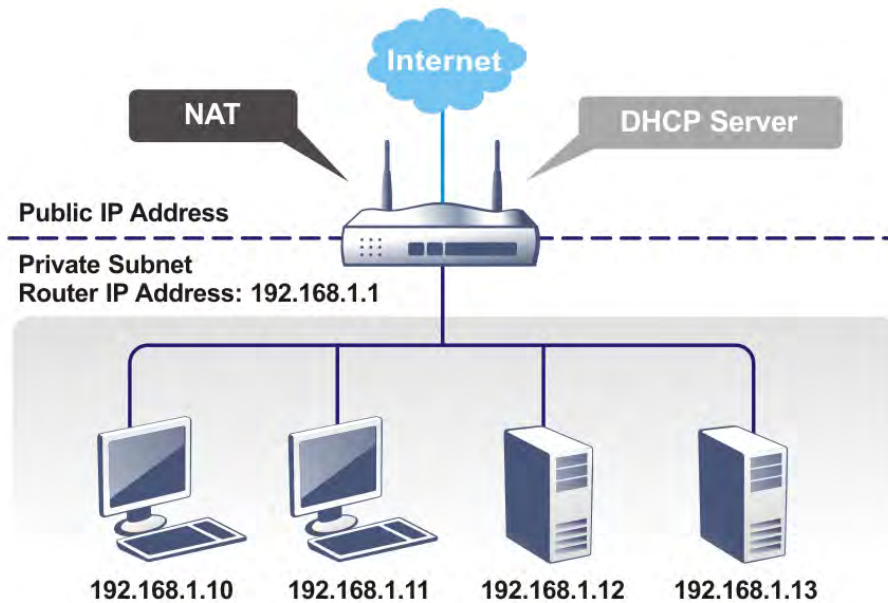 Internet
NAT
DHCP Server
Public IP Address
Private Subnet
Router IP Address: 192.168.1.1
192.168.1.10
192.168.1.11
192.168.1.12
192.168.1.13